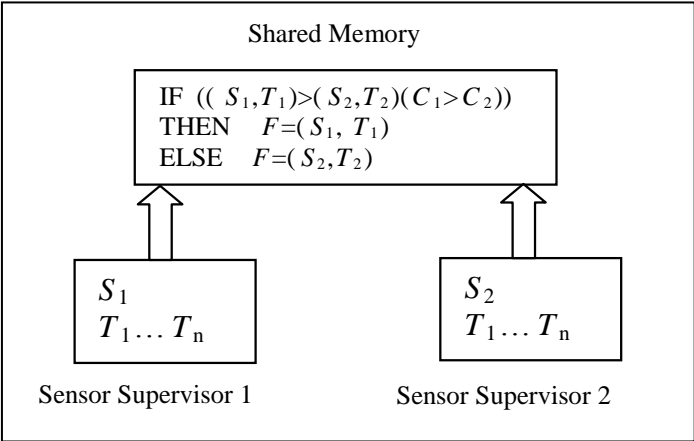 Shared Memory
IF (( S₁,T₁)>( S₂,T₂)(C₁>C₂))
THEN F=(S₁, T₁)
ELSE F=(S₂,T₂)
S₁
T₁... Tₙ
Sensor Supervisor 1
S₂
T₁... Tₙ
Sensor Supervisor 2